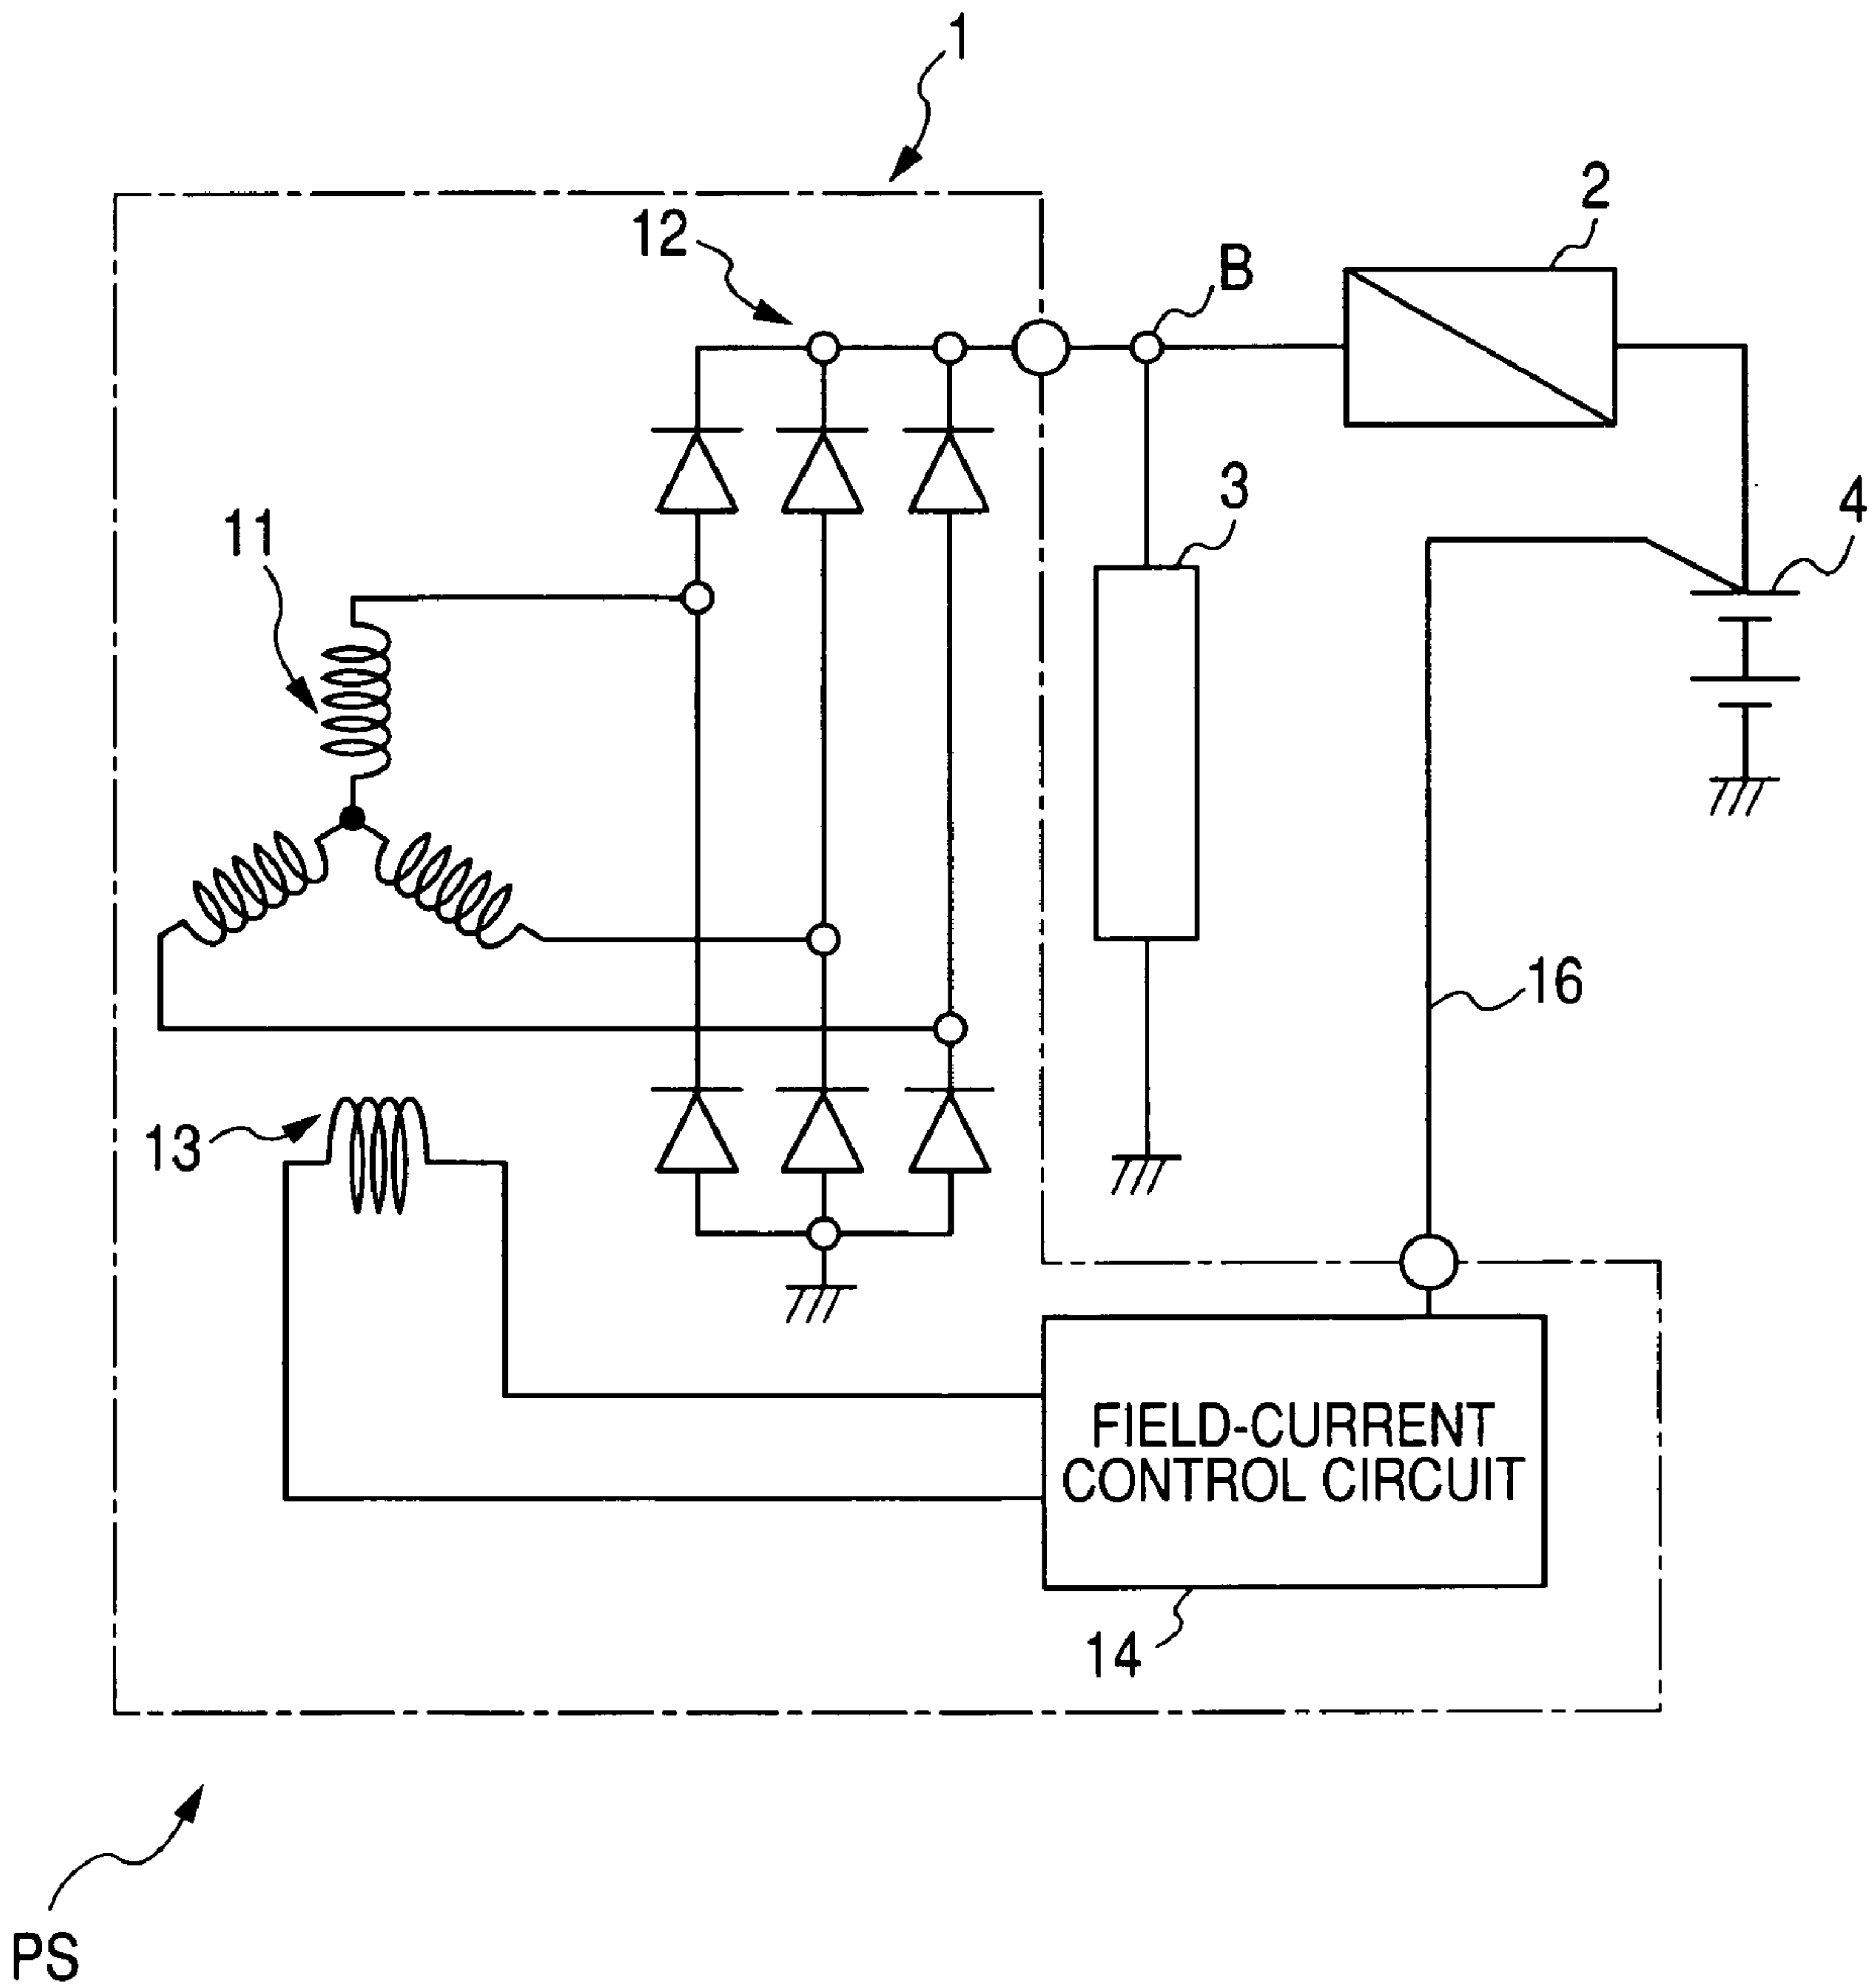 1
2
12
B
3
4
11
16
13
FIELD-CURRENT
CONTROL CIRCUIT
14
PS